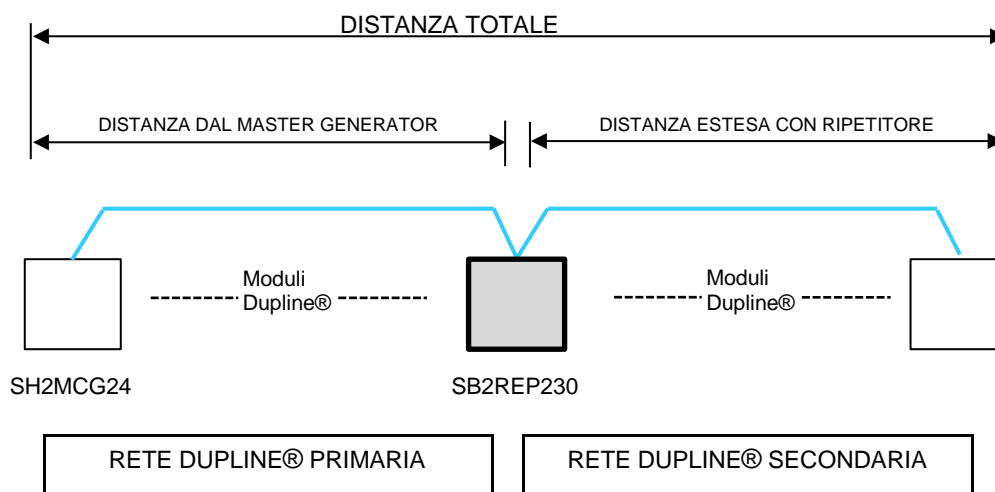 DISTANZA TOTALE
DISTANZA DAL MASTER GENERATOR
DISTANZA ESTESA CON RIPETITORE
Moduli
Dupline®
Moduli
Dupline®
SH2MCG24
SB2REP230
RETE DUPLINE® PRIMARIA
RETE DUPLINE® SECONDARIA